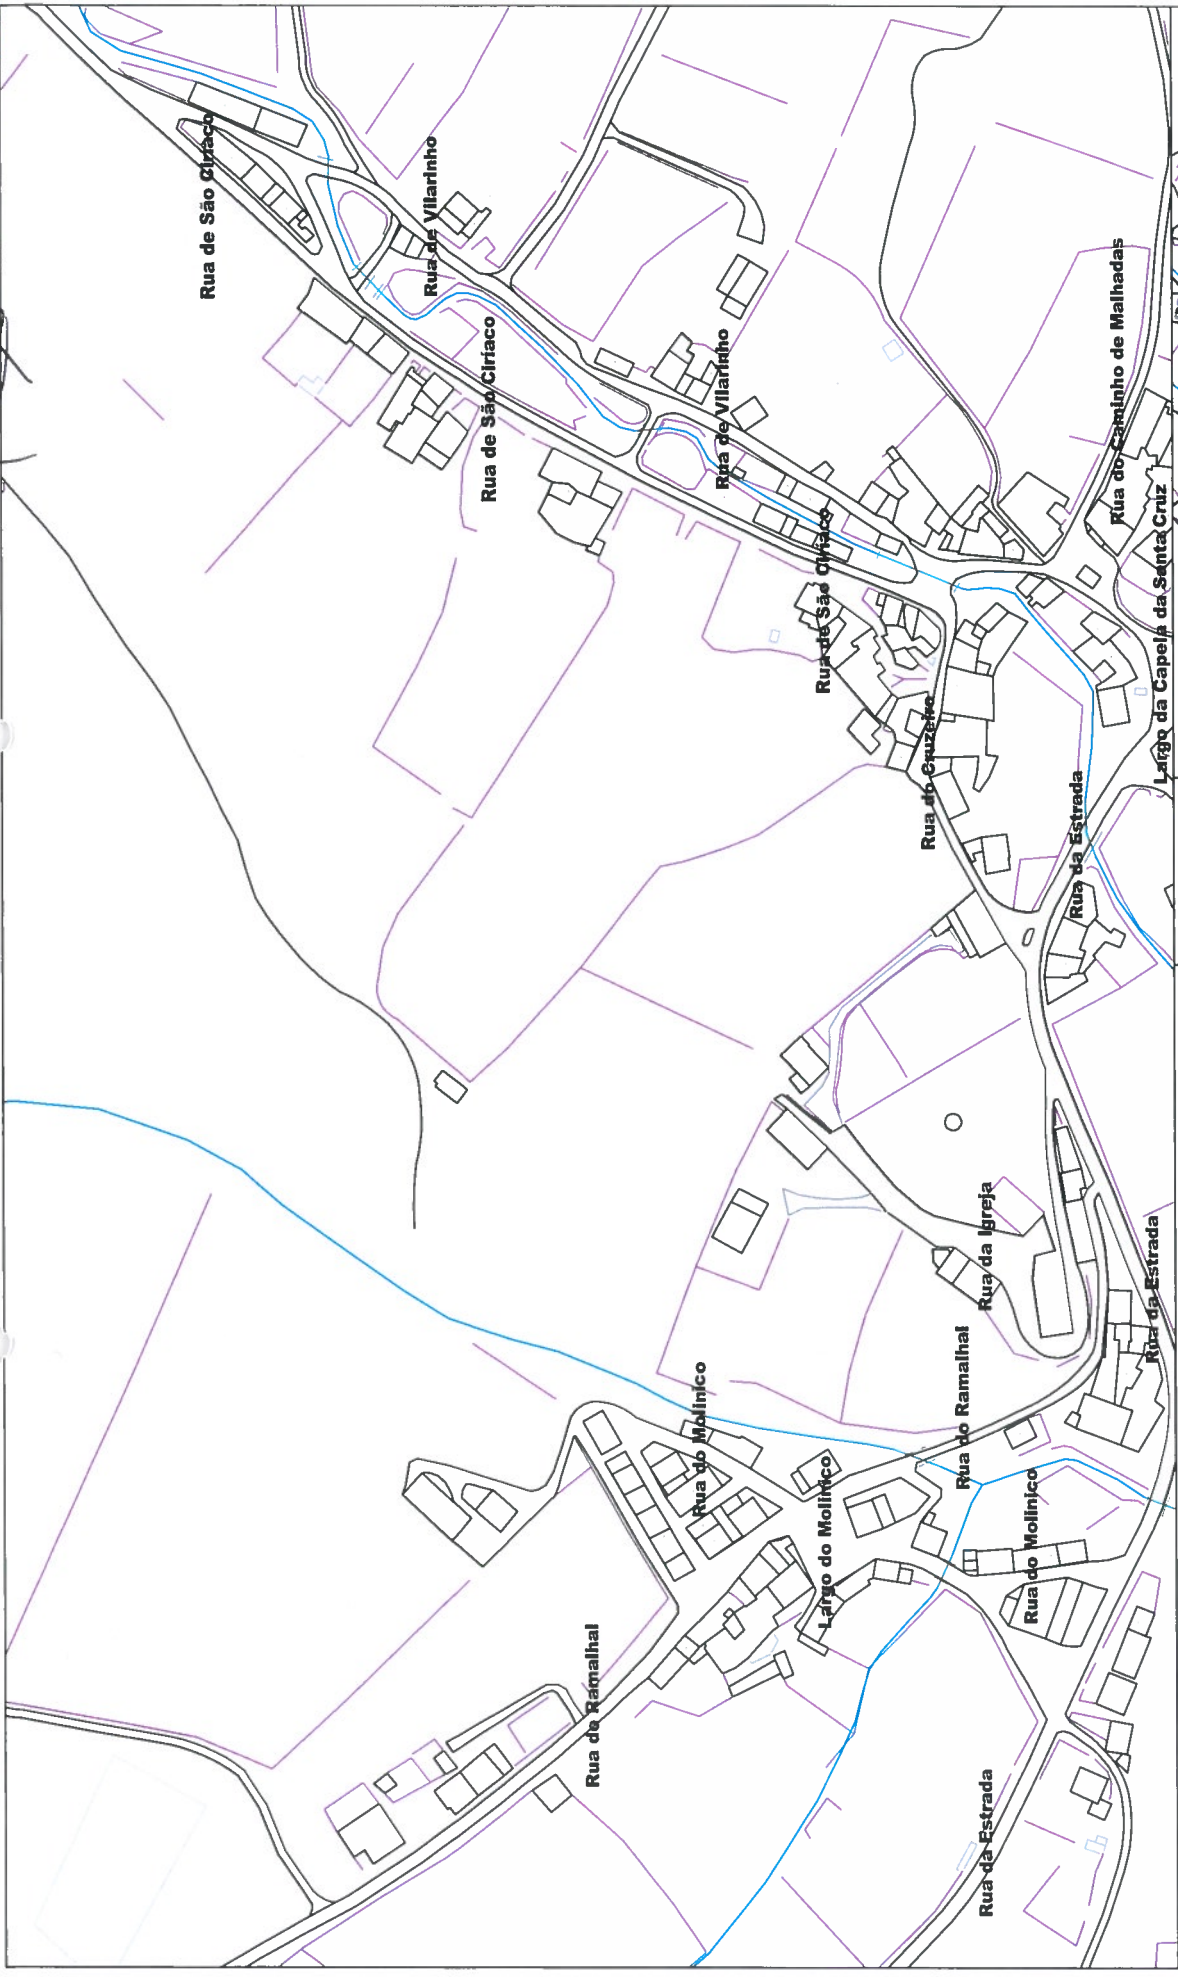 Rua de São Ciríaco
Rua de Vilarinho
Rua de São Ciríaco
Rua de Vilarinho
Rua do Caminho de Malhadas
Rua de São Ciríaco
Largo da Capela da Santa Cruz
Rua do Cruzeiro
Rua da Estrada
Rua da Igreja
Rua da Estrada
Rua do Ramalhal
Rua do Molinico
Largo do Molinico
Rua do Molinico
Rua do Ramalhal
Rua da Estrada